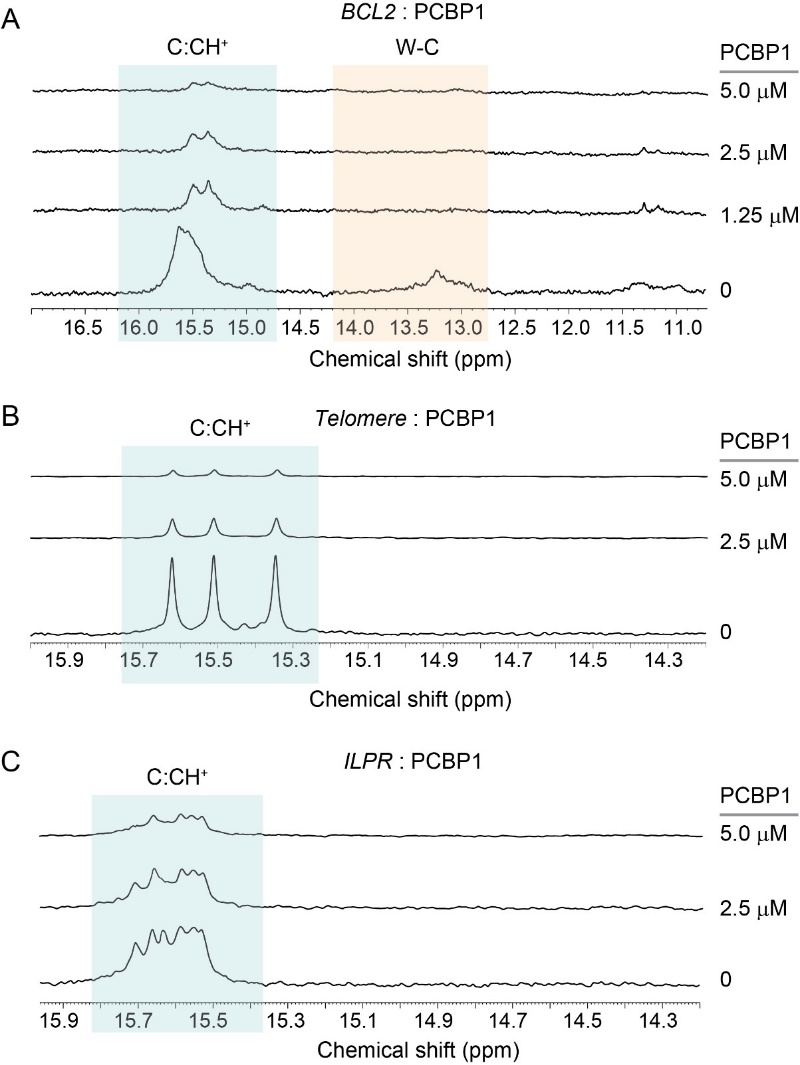 A
BCL2 : PCBP1
C:CH⁺ W-C PCBP1
5.0 µM
2.5 µM
1.25 µM
0
16.5 16.0 15.5 15.0 14.5 14.0 13.5 13.0 12.5 12.0 11.5 11.0
Chemical shift (ppm)
B
Telomere : PCBP1
C:CH⁺
PCBP1
5.0 µM
2.5 µM
0
15.9 15.7 15.5 15.3 15.1 14.9 14.7 14.5 14.3
Chemical shift (ppm)
C
ILPR : PCBP1
C:CH⁺
PCBP1
5.0 µM
2.5 µM
0
15.9 15.7 15.5 15.3 15.1 14.9 14.7 14.5 14.3
Chemical shift (ppm)